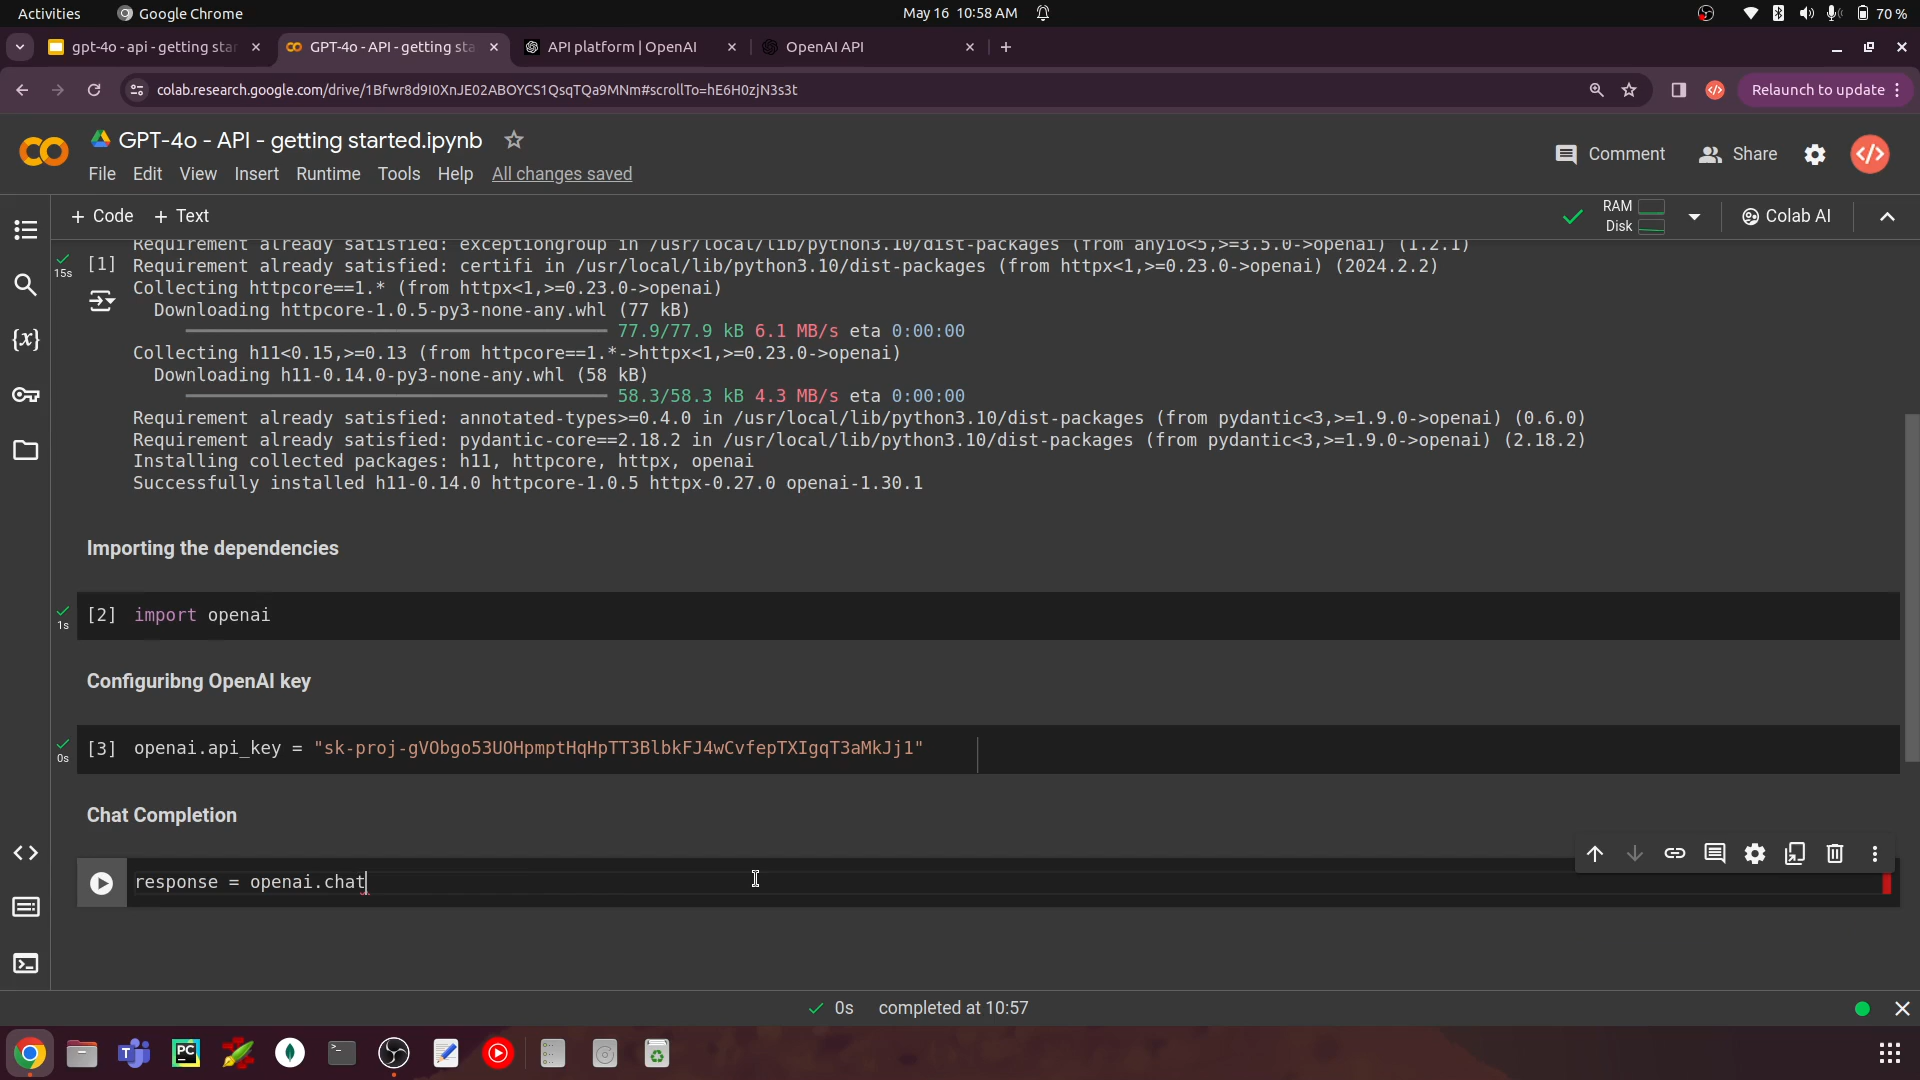 Activities
Google Chrome
May 16 10:58 AM
70 %
gpt-4o - api - getting star
GPT-4o - API - getting sta
API platform | OpenAI
OpenAI API
colab.research.google.com/drive/1Bfwr8d9I0XnJE02ABOYCS1QsqTQa9MNm#scrollTo=hE6H0zjN3s3t
Relaunch to update
GPT-4o - API - getting started.ipynb
Comment
Share
File Edit View Insert Runtime Tools Help All changes saved
+ Code + Text
RAM
Disk
Colab AI
Requirement already satisfied: exceptiongroup in /usr/local/lib/python3.10/dist-packages (from anyio<5,>=3.5.0->openai) (1.2.1)
15s
[1]
Requirement already satisfied: certifi in /usr/local/lib/python3.10/dist-packages (from httpx<1,>=0.23.0->openai) (2024.2.2)
Collecting httpcore==1.* (from httpx<1,>=0.23.0->openai)
Downloading httpcore-1.0.5-py3-none-any.whl (77 kB)
77.9/77.9 kB 6.1 MB/s eta 0:00:00
Collecting h11<0.15,>=0.13 (from httpcore==1.*->httpx<1,>=0.23.0->openai)
Downloading h11-0.14.0-py3-none-any.whl (58 kB)
58.3/58.3 kB 4.3 MB/s eta 0:00:00
Requirement already satisfied: annotated-types>=0.4.0 in /usr/local/lib/python3.10/dist-packages (from pydantic<3,>=1.9.0->openai) (0.6.0)
Requirement already satisfied: pydantic-core==2.18.2 in /usr/local/lib/python3.10/dist-packages (from pydantic<3,>=1.9.0->openai) (2.18.2)
Installing collected packages: h11, httpcore, httpx, openai
Successfully installed h11-0.14.0 httpcore-1.0.5 httpx-0.27.0 openai-1.30.1
Importing the dependencies
1s
[2] import openai
Configuribng OpenAI key
0s
[3] openai.api_key = "sk-proj-gVObgo53UOHpmptHqHpTT3BlbkFJ4wCvfepTXIgqT3aMkJj1"
Chat Completion
response = openai.chat
0s completed at 10:57